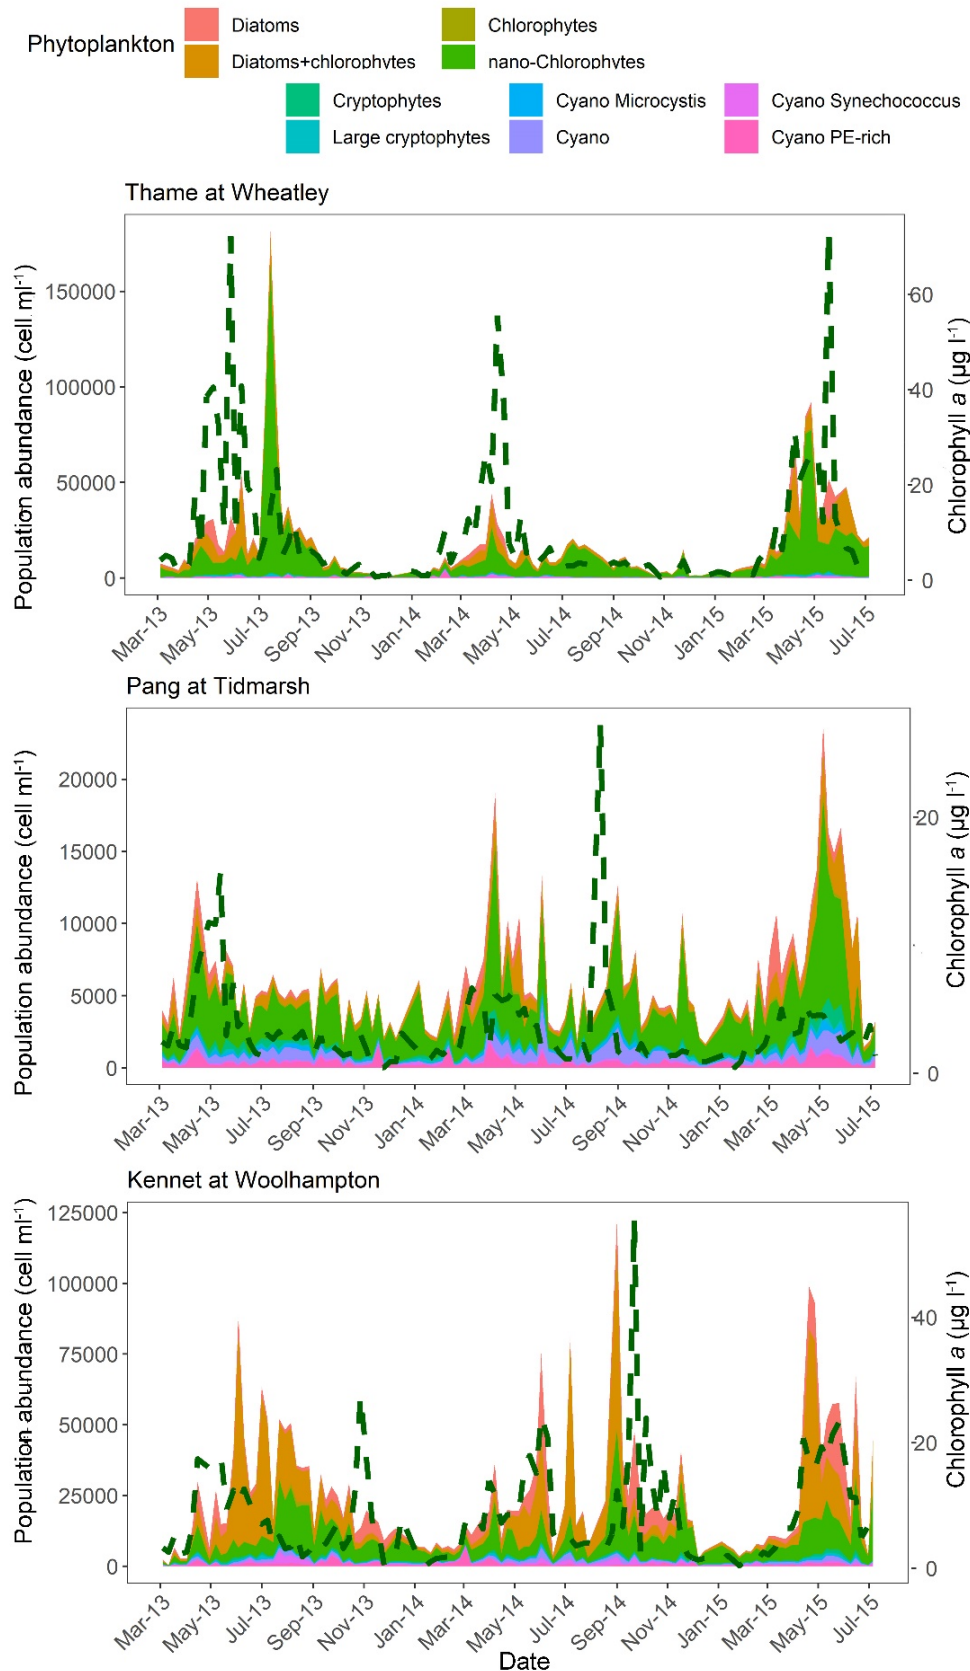 Phytoplankton
Diatoms
Chlorophytes
Diatoms+chlorophytes
nano-Chlorophytes
Cryptophytes
Cyano Microcystis
Cyano Synechococcus
Large cryptophytes
Cyano
Cyano PE-rich
Thame at Wheatley
Population abundance (cell ml⁻¹)
150000
100000
50000
0
60
40
20
0
Chlorophyll a (µg l⁻¹)
Mar-13 May-13 Jul-13 Sep-13 Nov-13 Jan-14 Mar-14 May-14 Jul-14 Sep-14 Nov-14 Jan-15 Mar-15 May-15 Jul-15
Pang at Tidmarsh
Population abundance (cell ml⁻¹)
20000
15000
10000
5000
0
20
0
Chlorophyll a (µg l⁻¹)
Mar-13 May-13 Jul-13 Sep-13 Nov-13 Jan-14 Mar-14 May-14 Jul-14 Sep-14 Nov-14 Jan-15 Mar-15 May-15 Jul-15
Kennet at Woolhampton
Population abundance (cell ml⁻¹)
125000
100000
75000
50000
25000
0
40
20
0
Chlorophyll a (µg l⁻¹)
Mar-13 May-13 Jul-13 Sep-13 Nov-13 Jan-14 Mar-14 May-14 Jul-14 Sep-14 Nov-14 Jan-15 Mar-15 May-15 Jul-15
Date